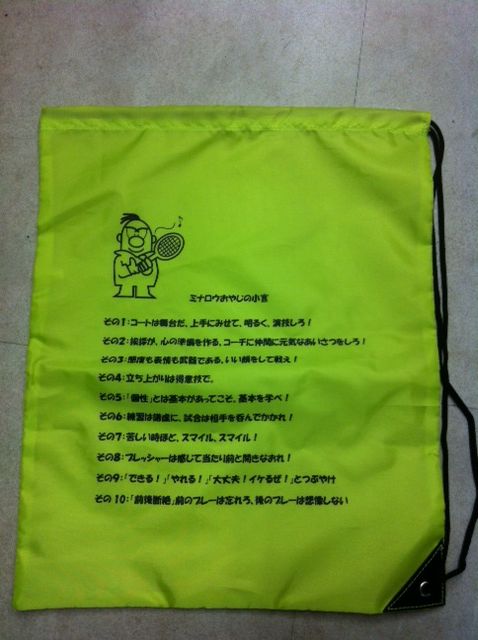 ミナロウおやじの小言
その1：コートは舞台だ、上手にみせて、明るく、演技しろ！
その2：挨拶が、心の準備を作る、コーチに仲間に元気なあいさつをしろ！
その3：態度も表情も武器である、いい顔をして戦え！
その4：立ち上がりは得意技で。
その5：「個性」とは基本があってこそ。基本を学べ！
その6：練習は謙虚に、試合は相手を呑んでかかれ！
その7：苦しい時ほど、スマイル、スマイル！
その8：プレッシャーは感じて当たり前と開きなおれ！
その9：「できる！」「やれる！」「大丈夫！イケるぜ！」とつぶやけ
その10：「前後断絶」前のプレーは忘れろ、後のプレーは想像しない